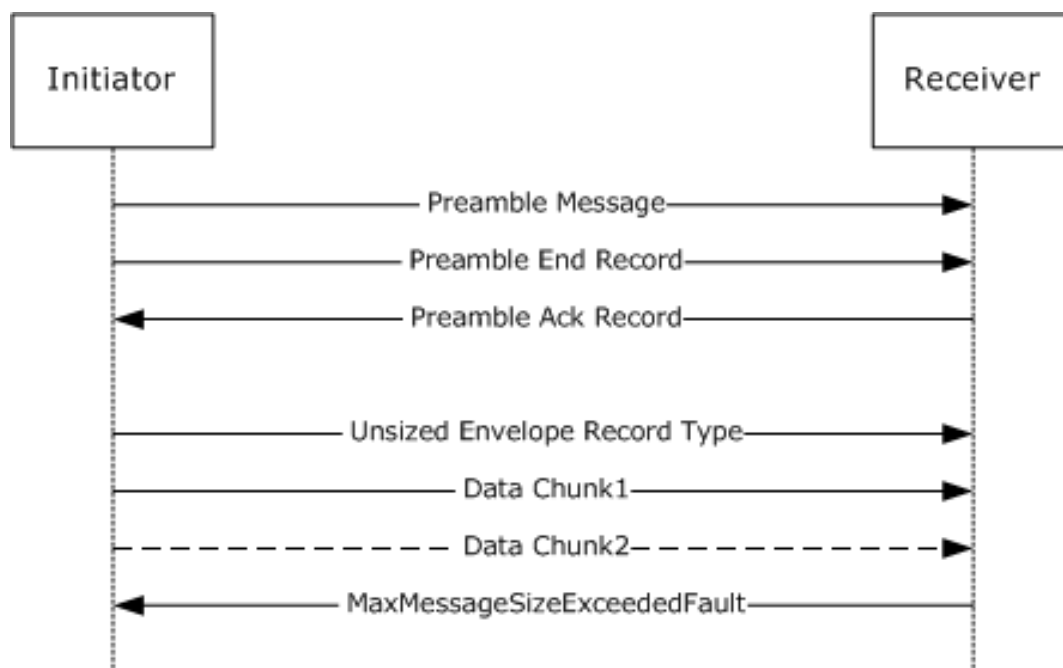 Initiator
Receiver
Preamble Message
Preamble End Record
Preamble Ack Record
Unsized Envelope Record Type
Data Chunk1
Data Chunk2
MaxMessageSizeExceededFault